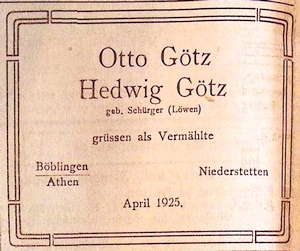 Otto Götz
Hedwig Götz
geb. Schürger (Löwen)
grüssen als Vermählte
Böblingen Niederstetten
Athen
April 1925.